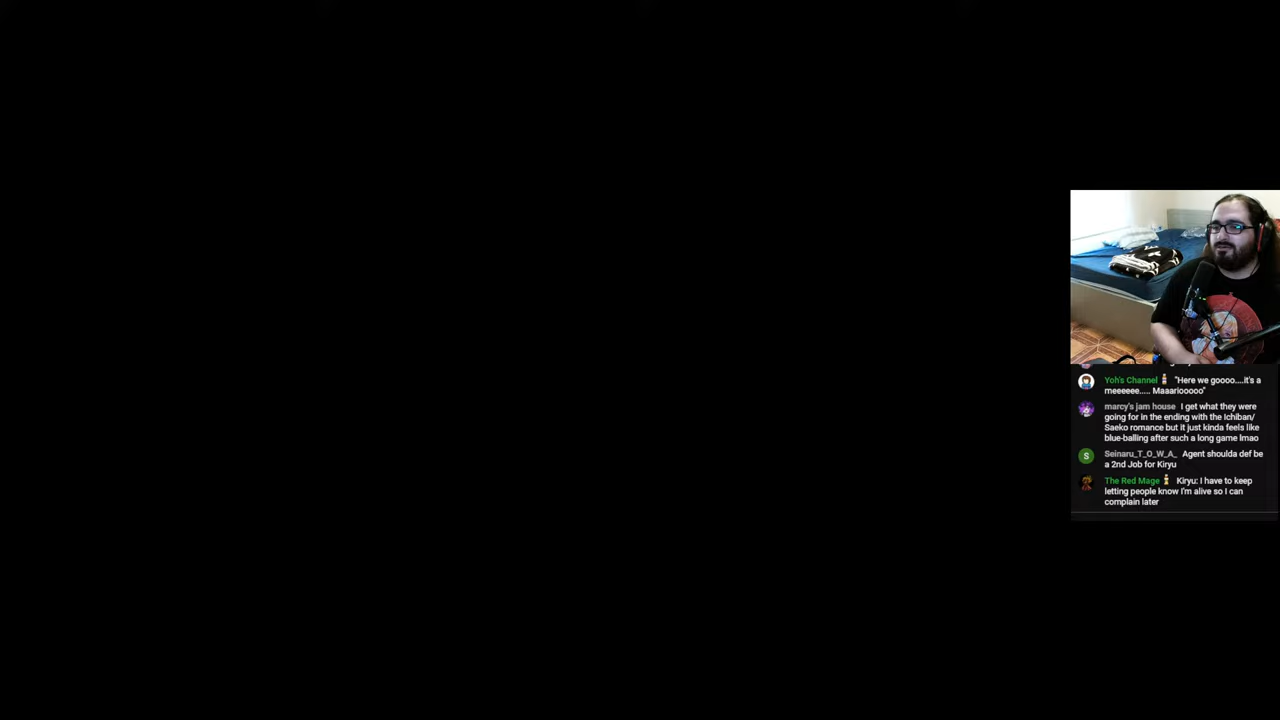 Yoh's Channel "Here we goooo....it's a
meeeeee..... Maaariooooo"
marcy's jam house I get what they were
going for in the ending with the Ichiban/
Saeko romance but it just kinda feels like
blue-balling after such a long game lmao
S Seinaru_T_O_W_A_ Agent shoulda def be
a 2nd Job for Kiryu
The Red Mage Kiryu: I have to keep
letting people know I'm alive so I can
complain later